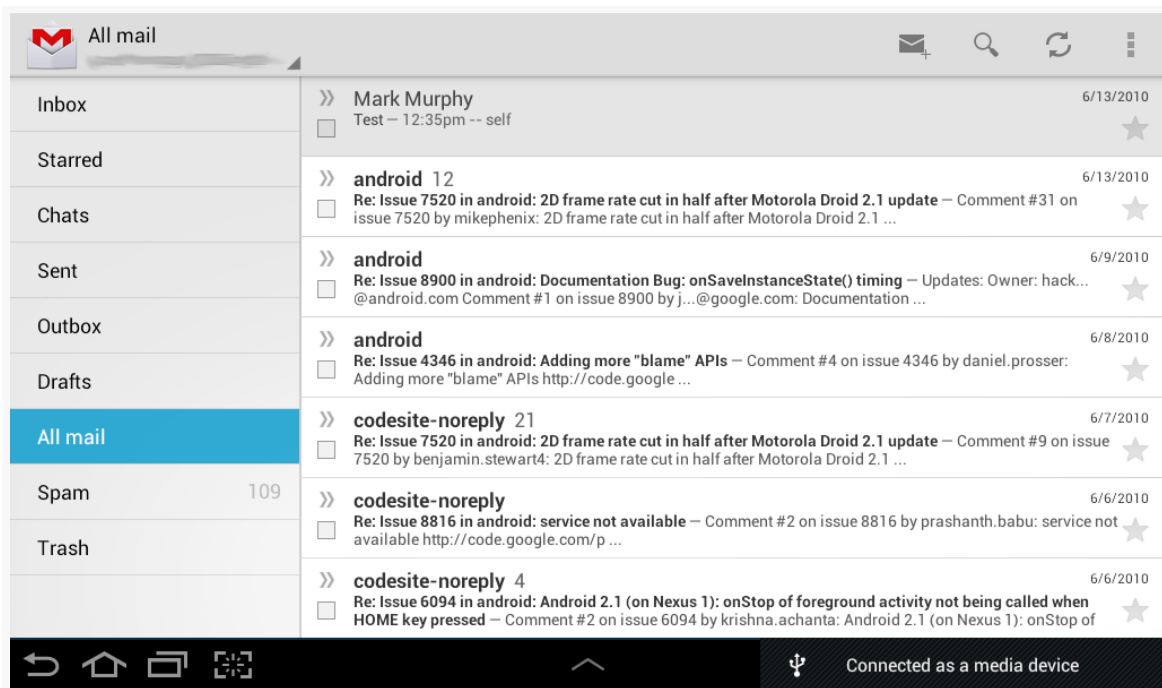 All mail
Inbox
Starred
Chats
Sent
Outbox
Drafts
All mail
Spam 109
Trash
Mark Murphy 6/13/2010
Test — 12:35pm -- self
android 12 6/13/2010
Re: Issue 7520 in android: 2D frame rate cut in half after Motorola Droid 2.1 update — Comment #31 on
issue 7520 by mikephenix: 2D frame rate cut in half after Motorola Droid 2.1 ...
android 6/9/2010
Re: Issue 8900 in android: Documentation Bug: onSaveInstanceState() timing — Updates: Owner: hack...
@android.com Comment #1 on issue 8900 by j...@google.com: Documentation ...
android 6/8/2010
Re: Issue 4346 in android: Adding more "blame" APIs — Comment #4 on issue 4346 by daniel.prosser:
Adding more "blame" APIs http://code.google ...
codesite-noreply 21 6/7/2010
Re: Issue 7520 in android: 2D frame rate cut in half after Motorola Droid 2.1 update — Comment #9 on issue
7520 by benjamin.stewart4: 2D frame rate cut in half after Motorola Droid 2.1 ...
codesite-noreply 6/6/2010
Re: Issue 8816 in android: service not available — Comment #2 on issue 8816 by prashanth.babu: service not
available http://code.google.com/p ...
codesite-noreply 4 6/6/2010
Re: Issue 6094 in android: Android 2.1 (on Nexus 1): onStop of foreground activity not being called when
HOME key pressed — Comment #2 on issue 6094 by krishna.achanta: Android 2.1 (on Nexus 1): onStop of
Connected as a media device